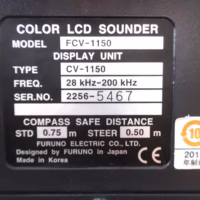 COLOR LCD SOUNDER
MODEL FCV-1150
DISPLAY UNIT
TYPE CV-1150
FREQ. 28 kHz-200 kHz
SER.NO. 2256-5467
COMPASS SAFE DISTANCE
STD 0.75 m STEER 0.50 m
FURUNO ELECTRIC CO., LTD.
Designed by FURUNO in Japan
Made in Korea
10
201